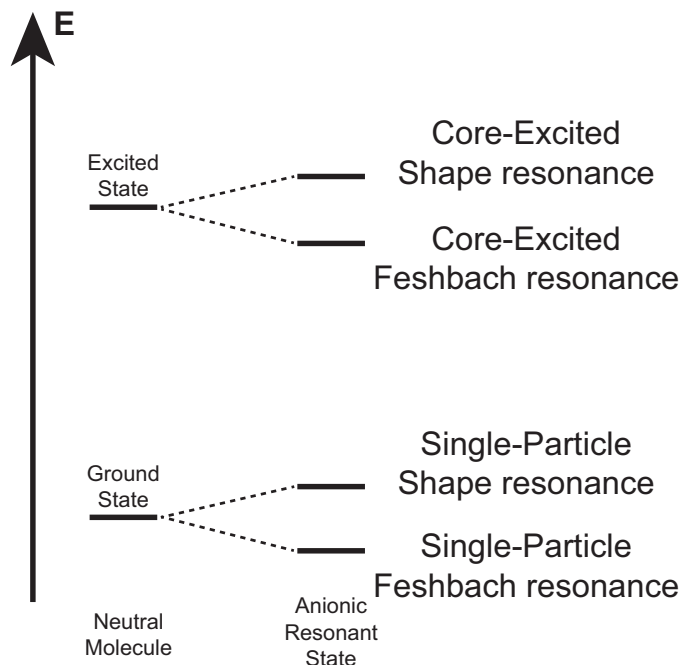 E
Core-Excited
Shape resonance
Excited
State
Core-Excited
Feshbach resonance
Single-Particle
Shape resonance
Ground
State
Single-Particle
Feshbach resonance
Neutral
Molecule
Anionic
Resonant
State